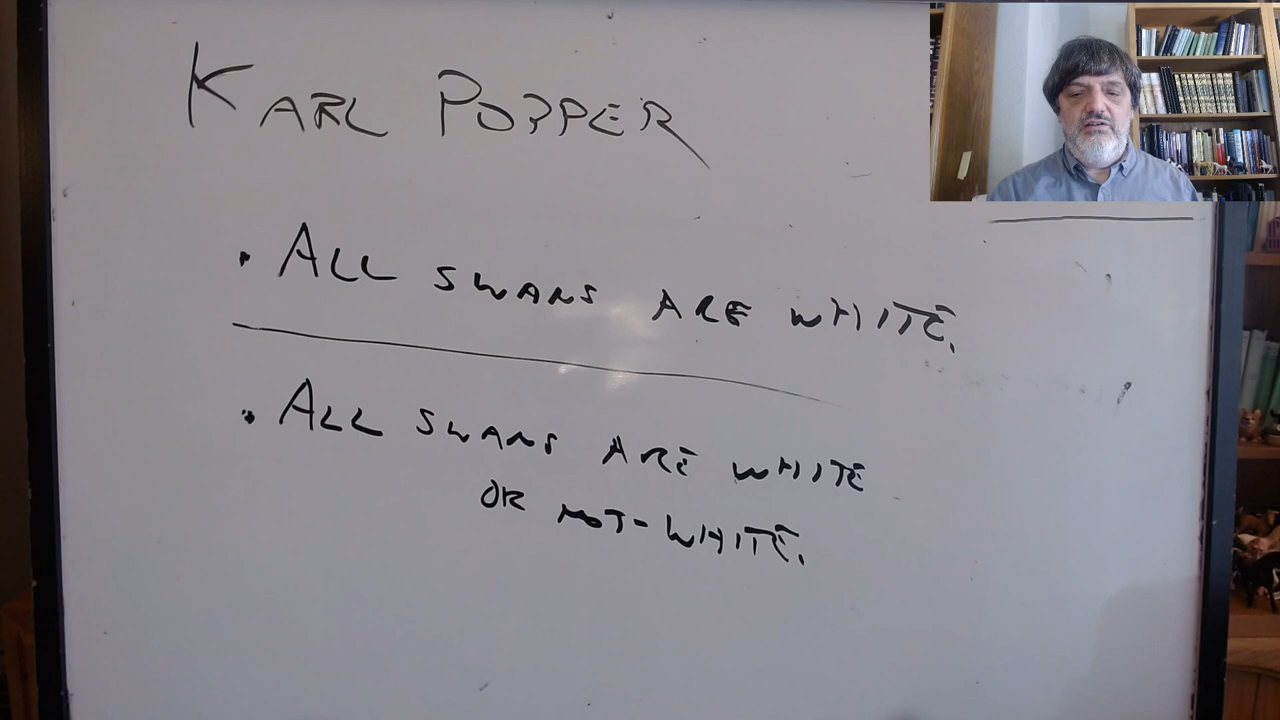 KARL POPPER
• ALL SWANS ARE WHITE.
• ALL SWANS ARE WHITE
OR NOT-WHITE.